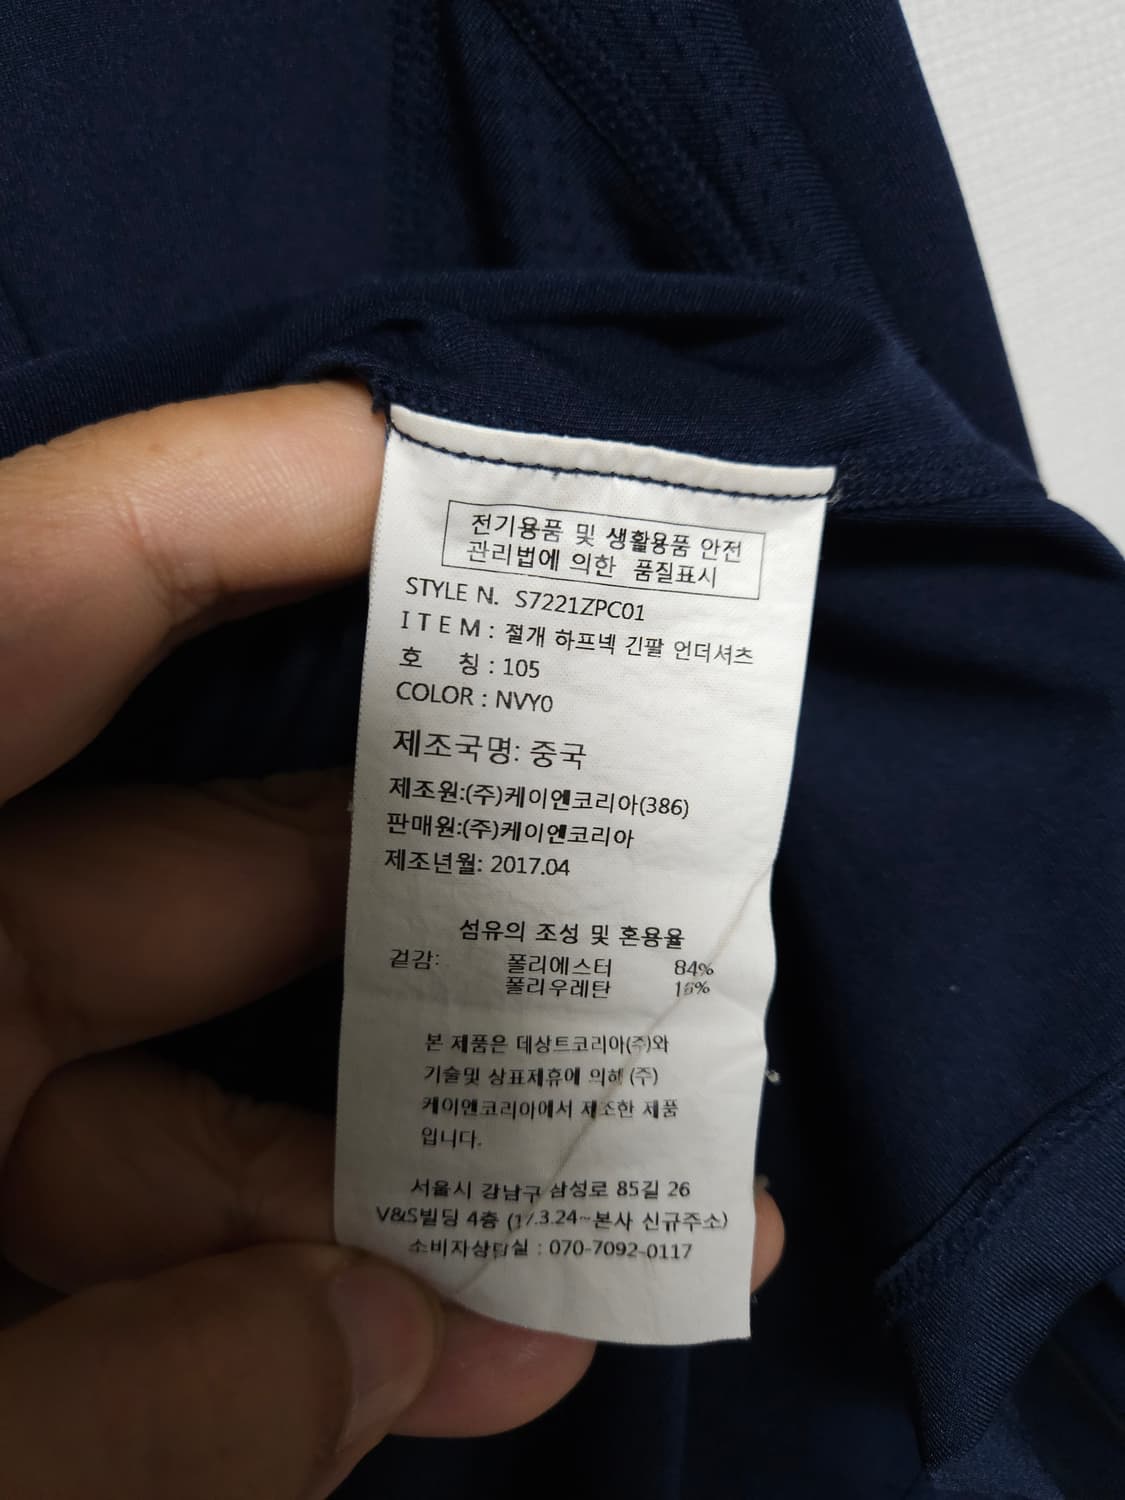 전기용품 및 생활용품 안전
관리법에 의한 품질표시
STYLE N. S7221ZPC01
ITEM : 절개 하프넥 긴팔 언더셔츠
호 칭 : 105
COLOR : NVY0
제조국명: 중국
제조원:(주)케이엔코리아(386)
판매원:(주)케이엔코리아
제조년월: 2017.04
섬유의 조성 및 혼용율
겉감: 폴리에스터 84%
폴리우레탄 16%
본 제품은 데상트코리아(주)와
기술및 상표제휴에 의해 (주)
케이엔코리아에서 제조한 제품
입니다.
서울시 강남구 삼성로 85길 26
V&S빌딩 4층 (17.3.24~본사 신규주소)
소비자상담실 : 070-7092-0117